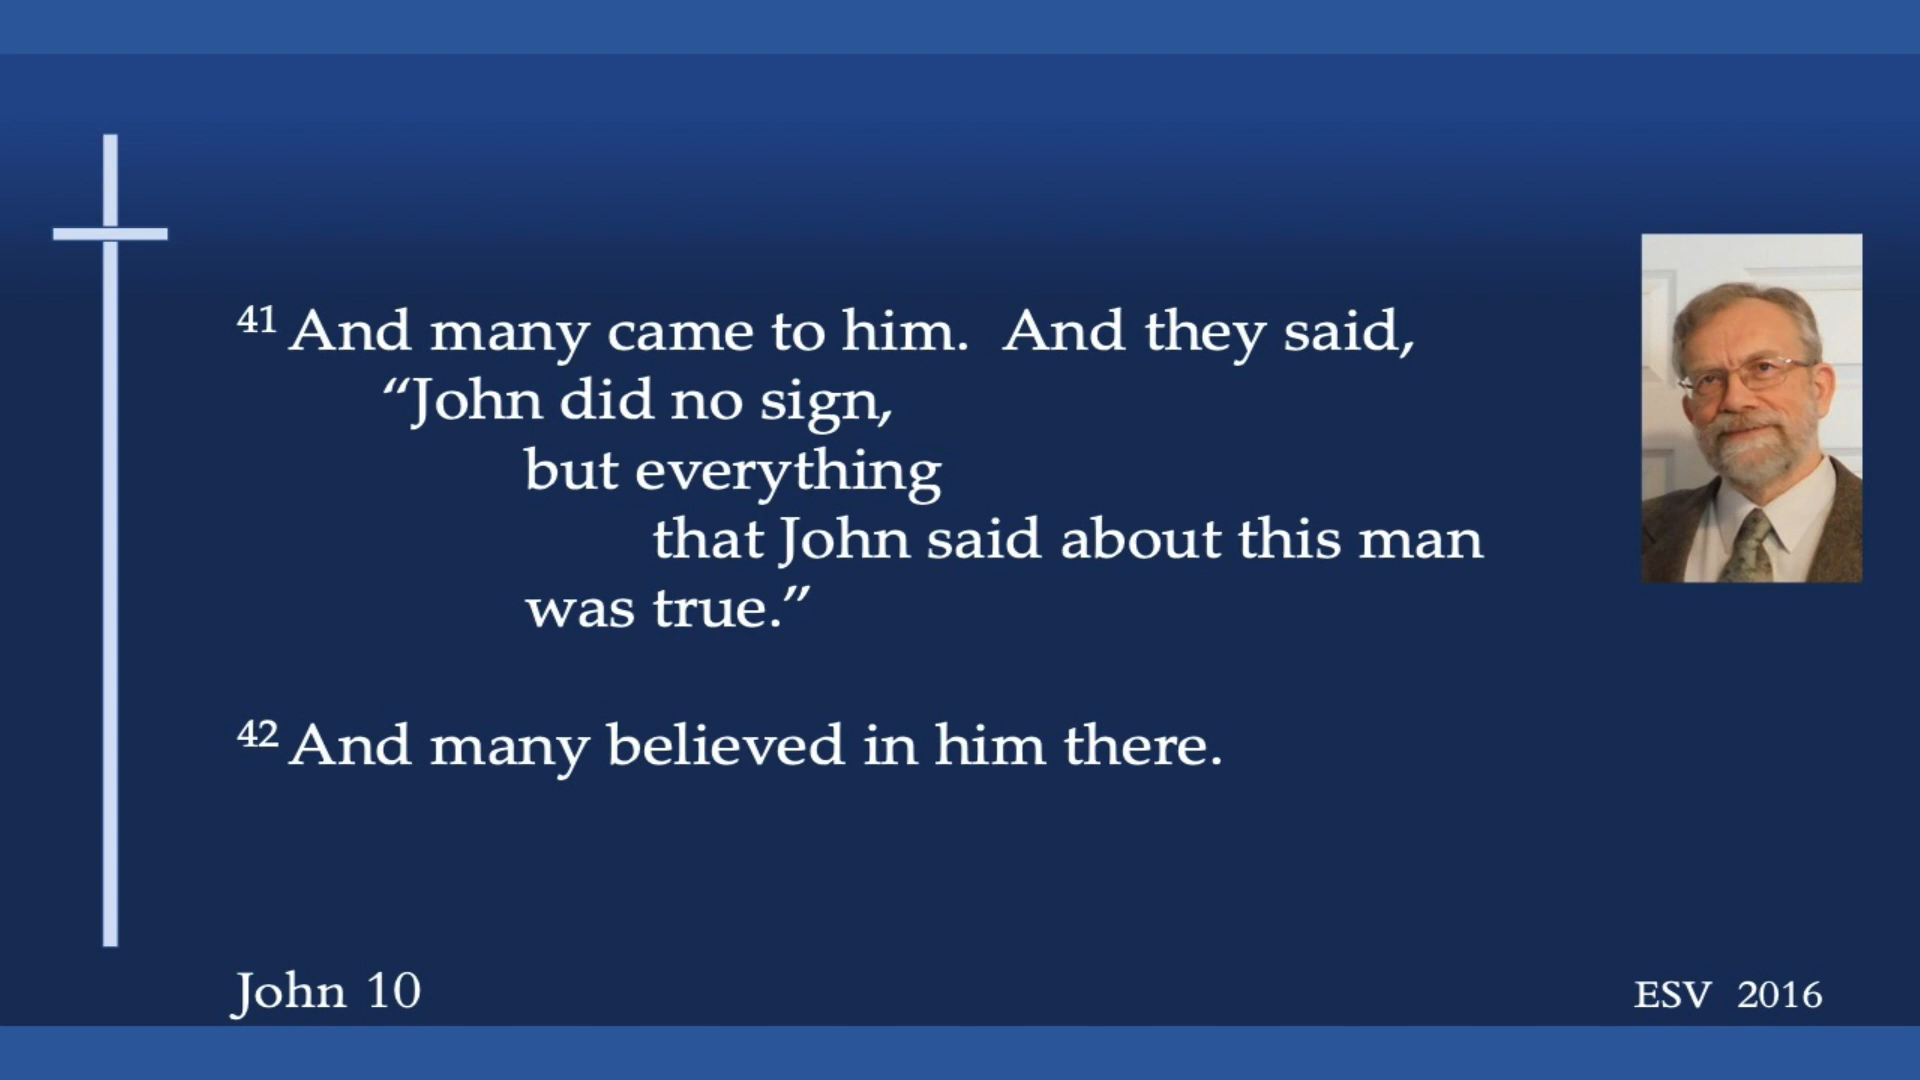 41 And many came to him.  And they said,
“John did no sign,
but everything
that John said about this man
was true.”
42 And many believed in him there.
John 10
ESV 2016